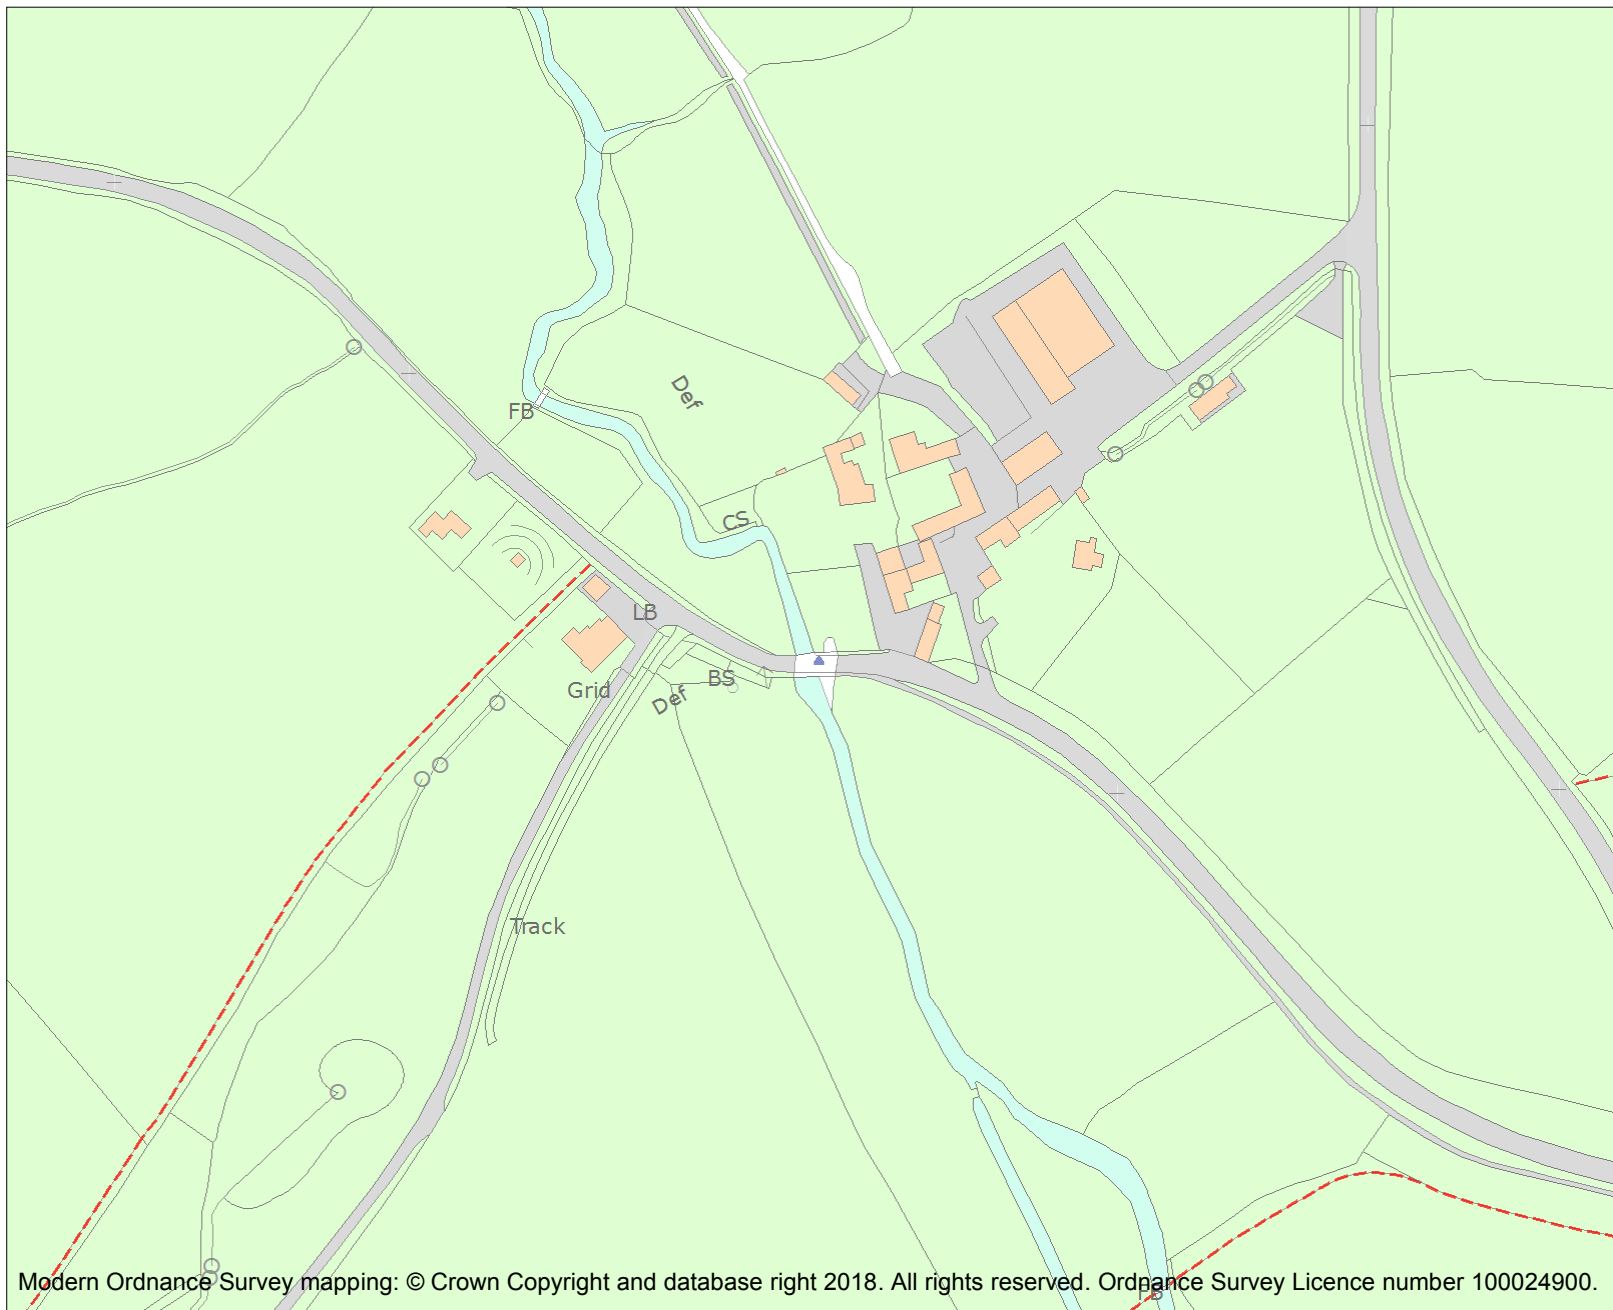 Def
FB
CS
LB
BS
Grid
Def
Track
Modern Ordnance Survey mapping: © Crown Copyright and database right 2018. All rights reserved. Ordnance Survey Licence number 100024900.
FB